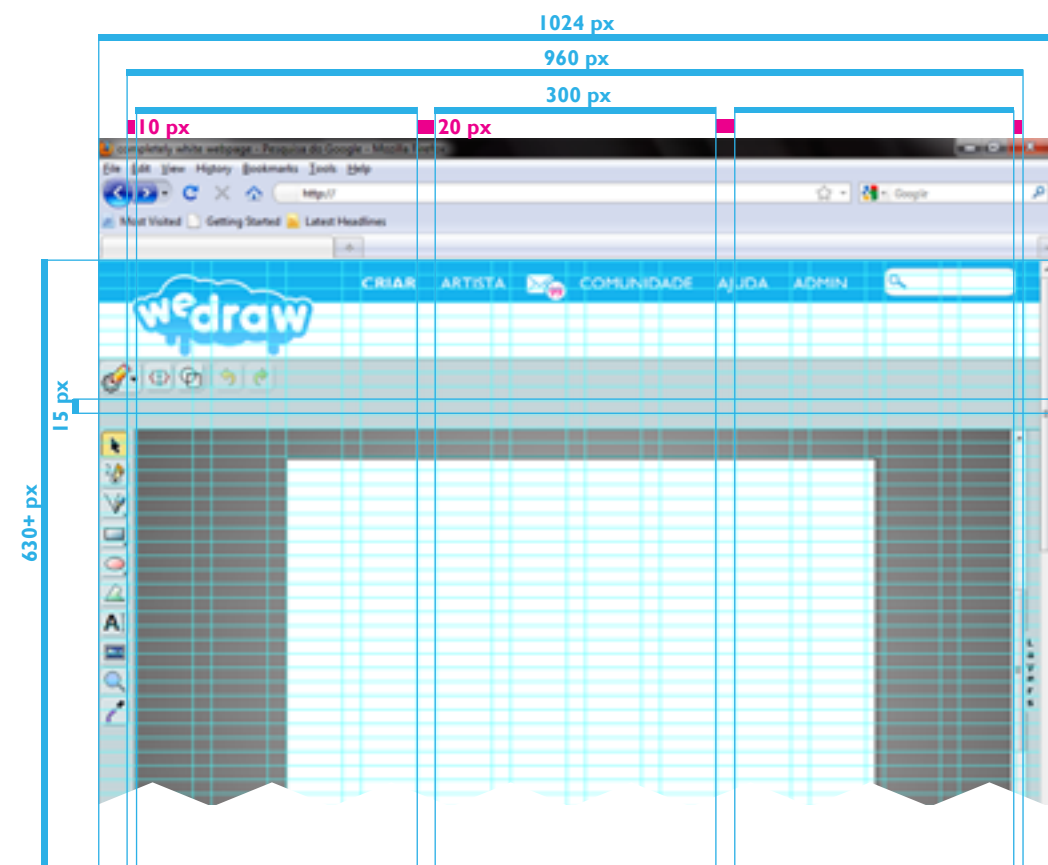 1024 px
960 px
300 px
10 px 20 px
completely white webpage - Pesquisa do Google - Mozilla Firefox
File Edit View History Bookmarks Tools Help
http:// Google
Most Visited Getting Started Latest Headlines
CRIAR ARTISTA 99 COMUNIDADE AJUDA ADMIN
wedraw
15 px
630+ px
A
Layers